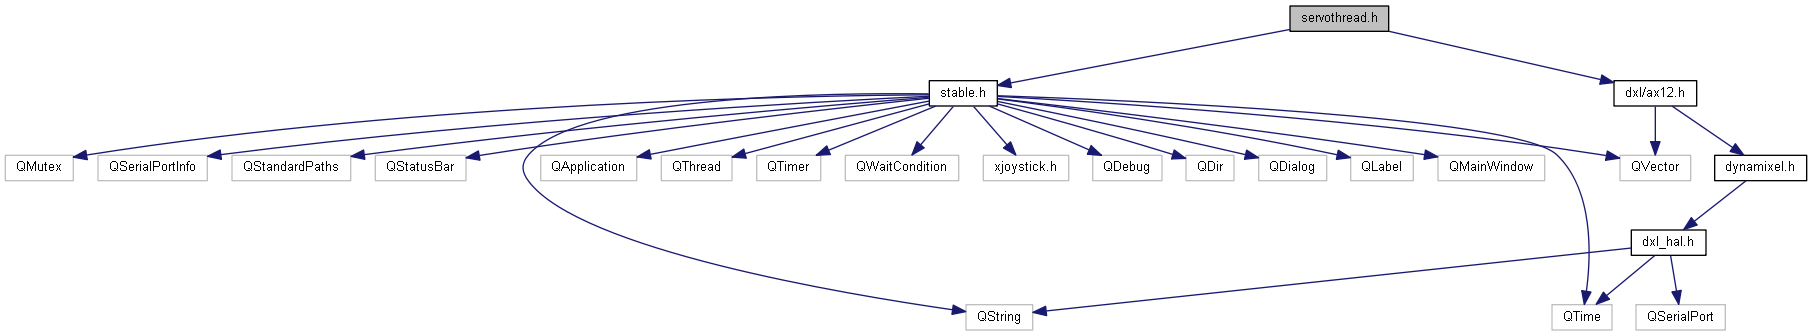 servothread.h
stable.h
dxl/ax12.h
QMutex
QSerialPortInfo
QStandardPaths
QStatusBar
QApplication
QThread
QTimer
QWaitCondition
xjoystick.h
QDebug
QDir
QDialog
QLabel
QMainWindow
QVector
dynamixel.h
dxl_hal.h
QString
QTime
QSerialPort